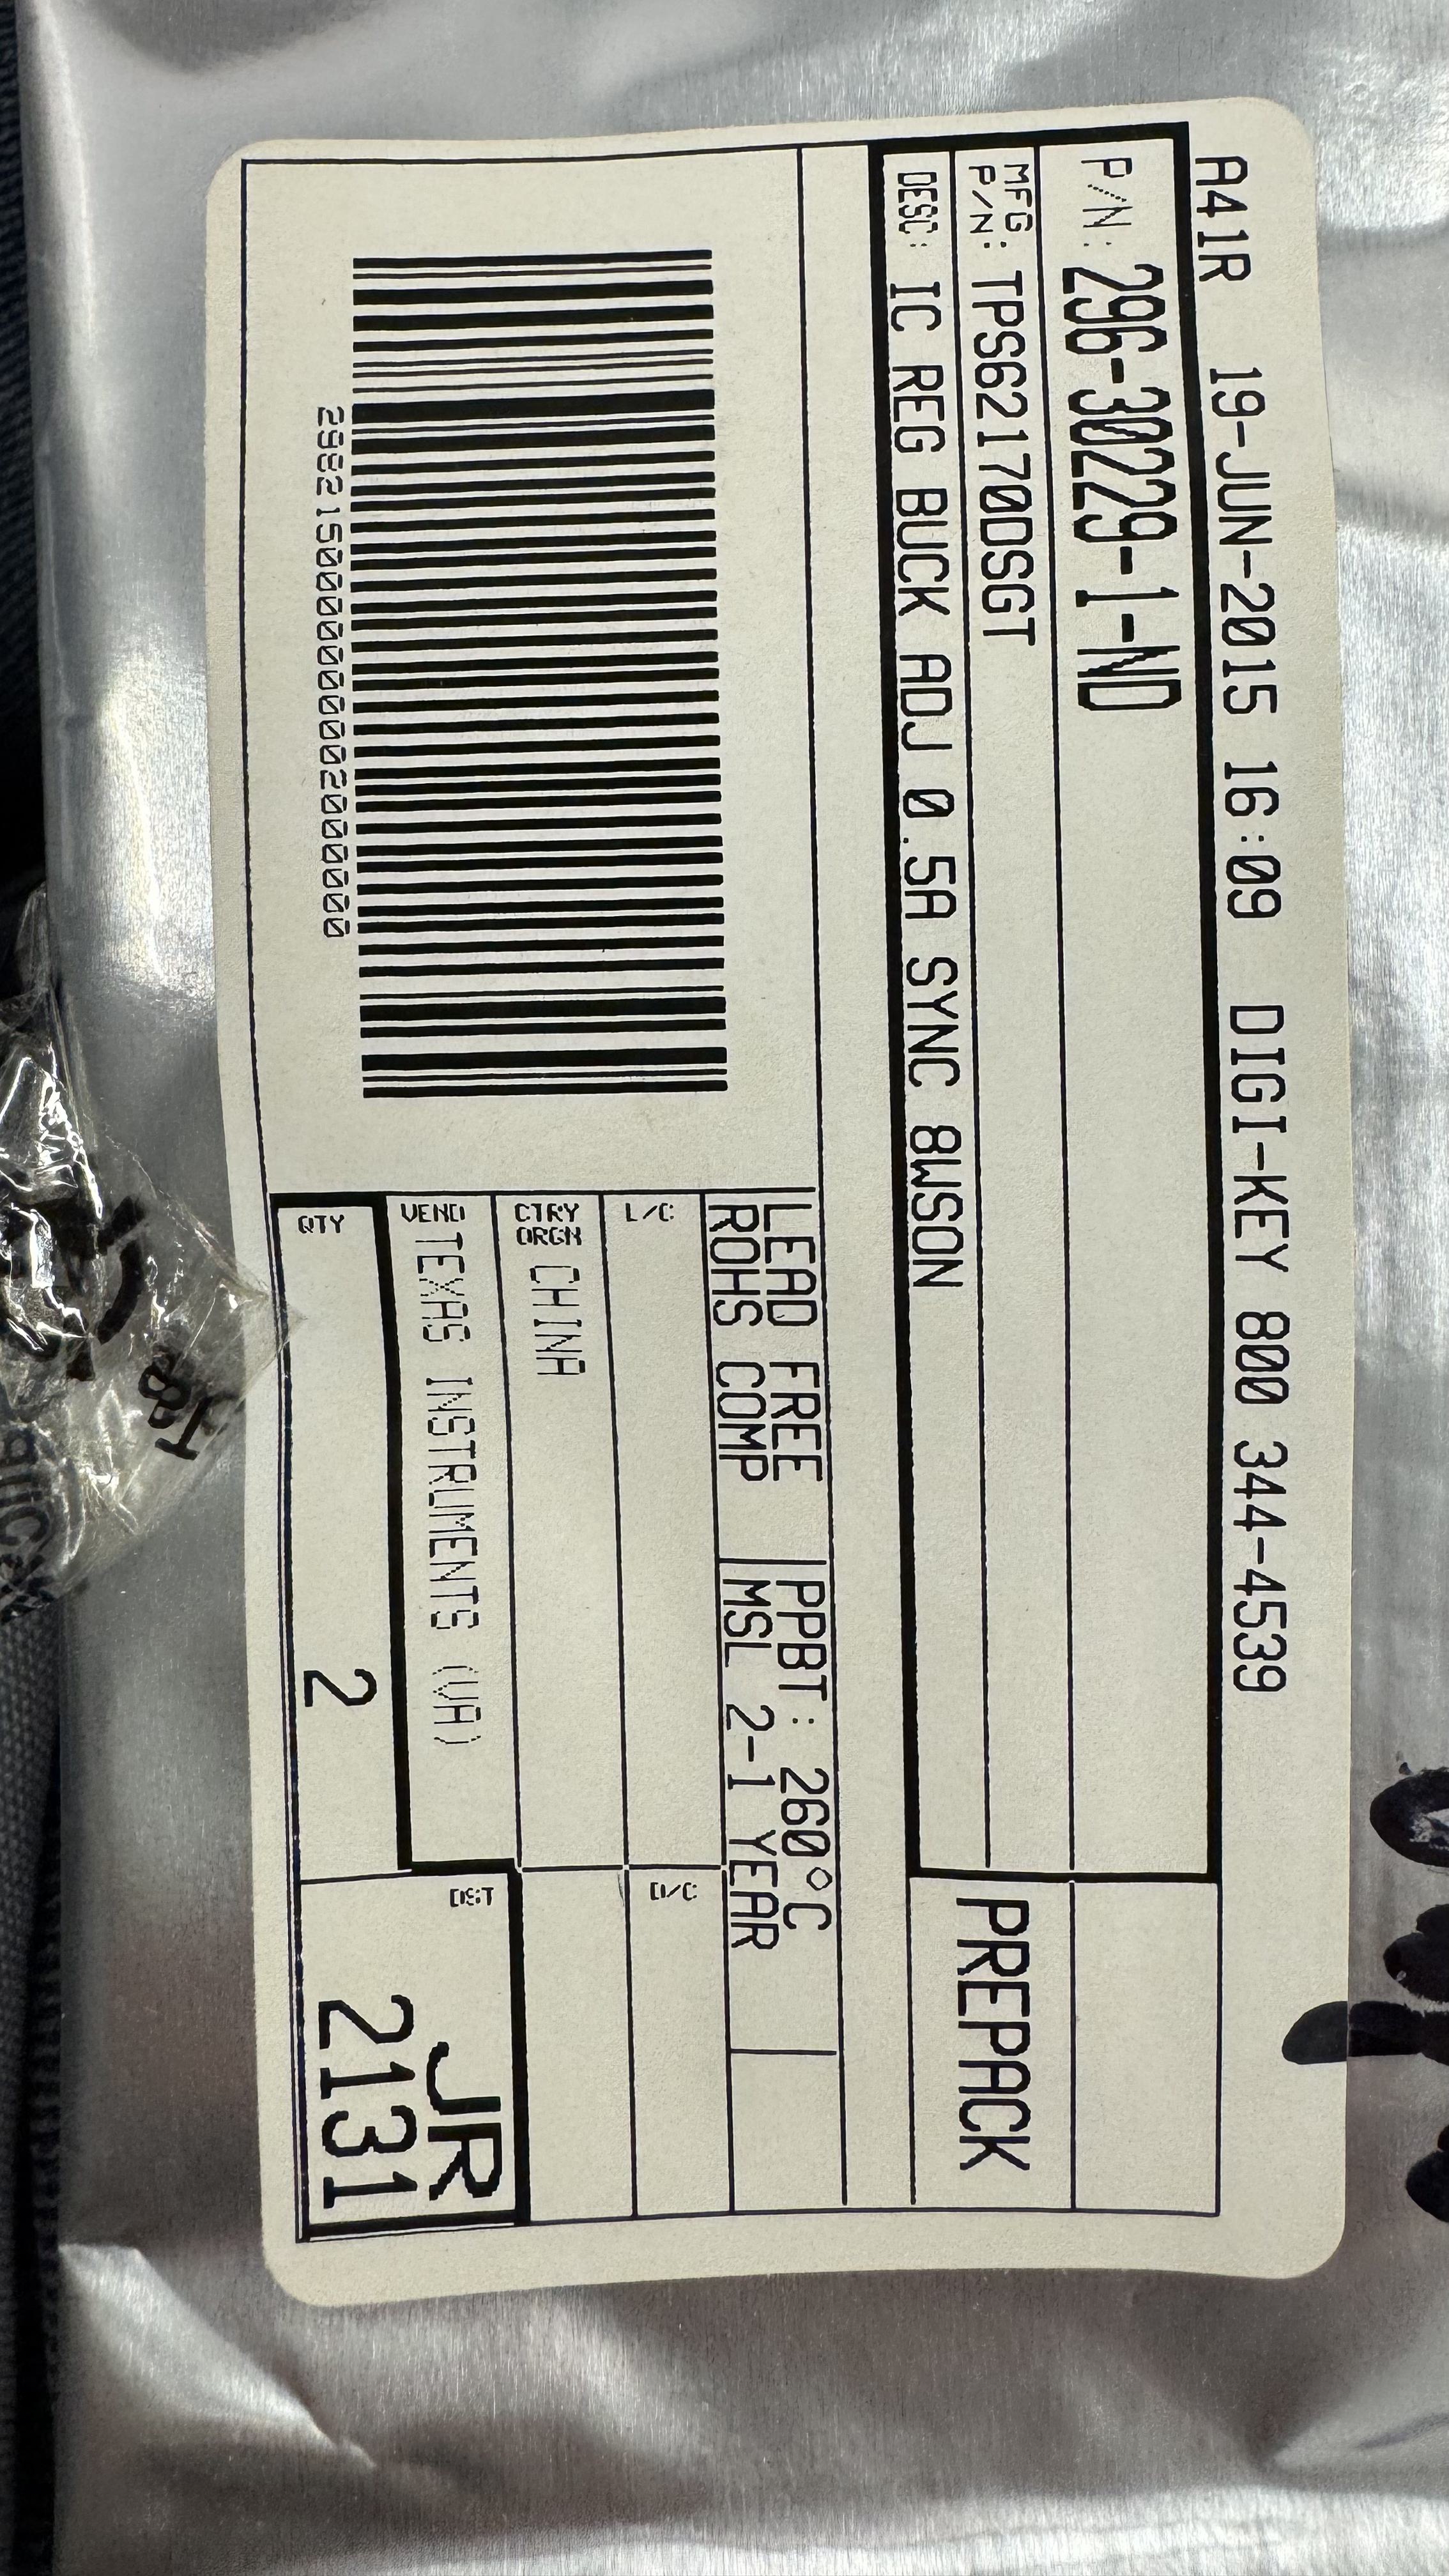 A41R 19-JUN-2015 16:09 DIGI-KEY 800 344-4539
P/N: 296-30229-1-ND
MFG P/N: TPS62170DSGT
PREPACK
DESC: IC REG BUCK ADJ 0.5A SYNC 8WSON
LEAD FREE PPBT: 260°C
ROHS COMP MSL 2-1 YEAR
L/C D/C
CTRY ORGN CHINA
VEND TEXAS INSTRUMENTS (VA)
DST JR
QTY 2 2131